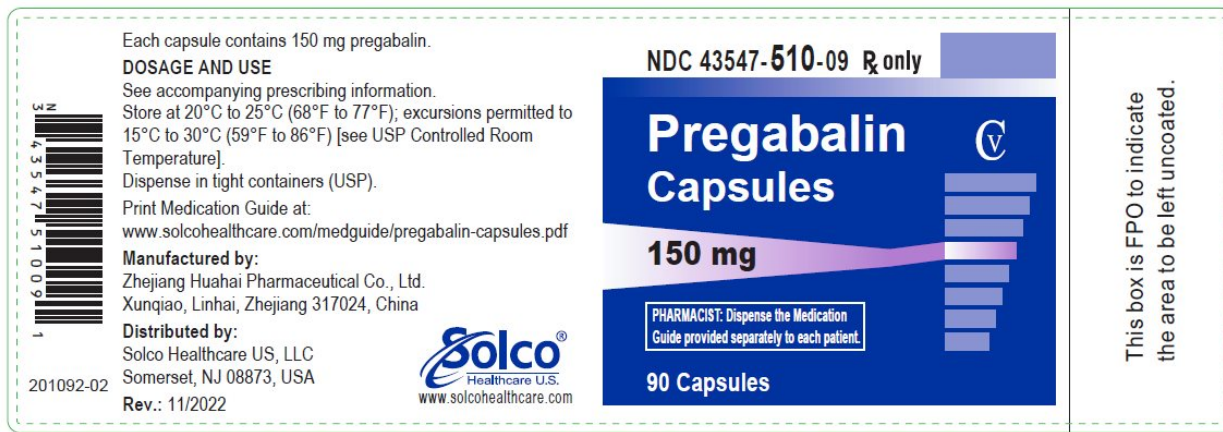 Each capsule contains 150 mg pregabalin.
DOSAGE AND USE
See accompanying prescribing information.
Store at 20°C to 25°C (68°F to 77°F); excursions permitted to
15°C to 30°C (59°F to 86°F) [see USP Controlled Room
Temperature].
Dispense in tight containers (USP).
Print Medication Guide at:
www.solcohealthcare.com/medguide/pregabalin-capsules.pdf
Manufactured by:
Zhejiang Huahai Pharmaceutical Co., Ltd.
Xunqiao, Linhai, Zhejiang 317024, China
Distributed by:
Solco Healthcare US, LLC
Somerset, NJ 08873, USA
Rev.: 11/2022
N
3 43547 51009 1
201092-02
Solco®
Healthcare U.S.
www.solcohealthcare.com
NDC 43547-510-09 ℞ only
Pregabalin
Capsules
CV
150 mg
PHARMACIST: Dispense the Medication
Guide provided separately to each patient.
90 Capsules
This box is FPO to indicate
the area to be left uncoated.